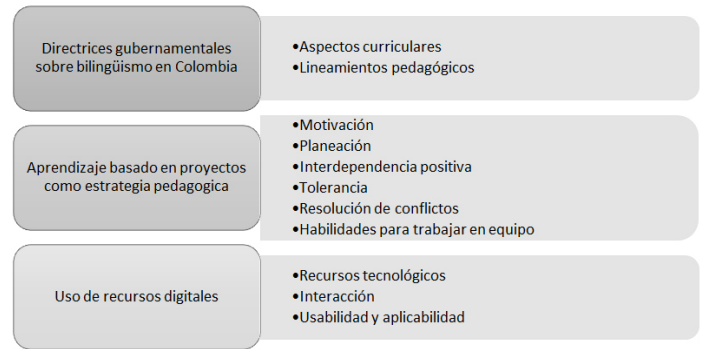 Directrices gubernamentales
sobre bilingüismo en Colombia
•Aspectos curriculares
•Lineamientos pedagógicos
Aprendizaje basado en proyectos
como estrategia pedagogica
•Motivación
•Planeación
•Interdependencia positiva
•Tolerancia
•Resolución de conflictos
•Habilidades para trabajar en equipo
Uso de recursos digitales
•Recursos tecnológicos
•Interacción
•Usabilidad y aplicabilidad